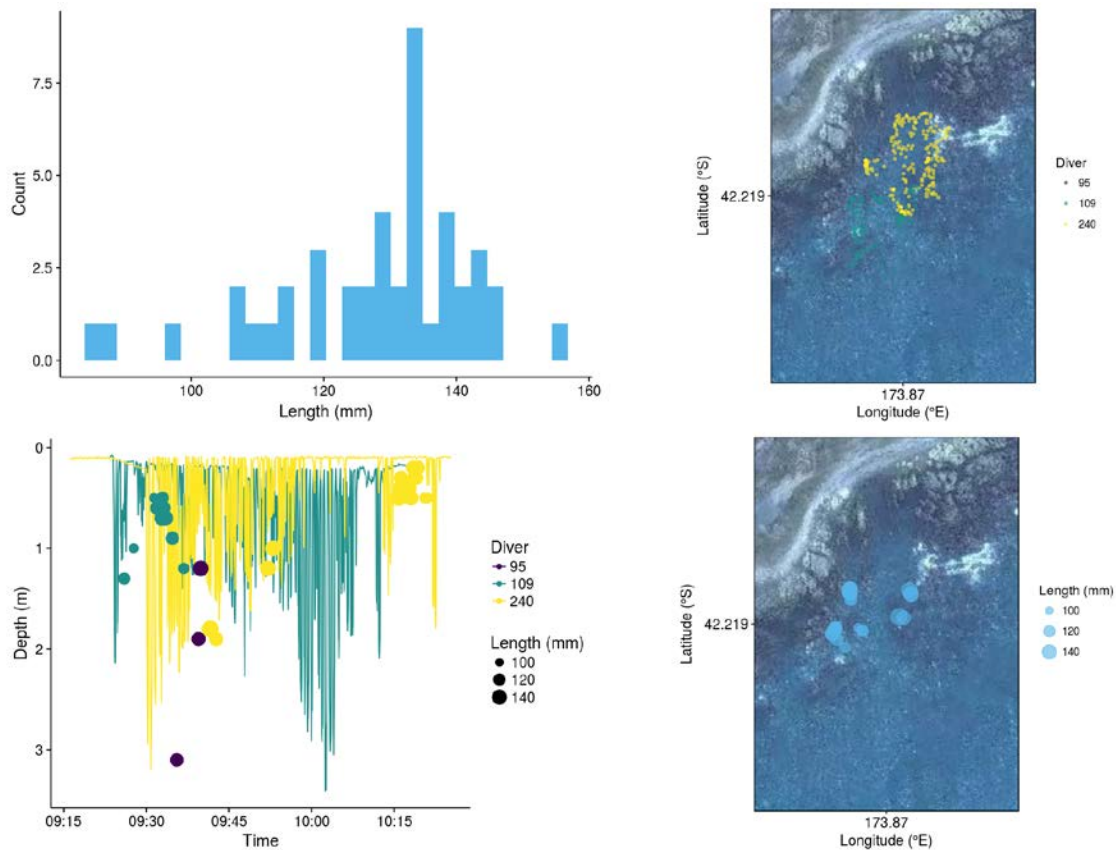 7.5
5.0
2.5
0.0
Count
100
120
140
160
Length (mm)
Latitude (°S)
42.219
173.87
Longitude (°E)
Diver
95
109
240
0
1
2
3
Depth (m)
09:15
09:30
09:45
10:00
10:15
Time
Diver
95
109
240
Length (mm)
100
120
140
Latitude (°S)
42.219
173.87
Longitude (°E)
Length (mm)
100
120
140